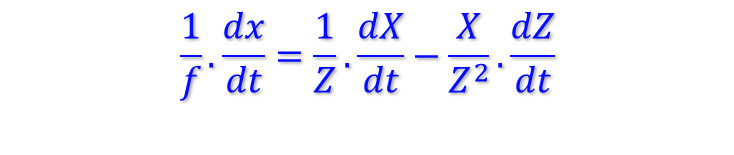 1/f . dx/dt = 1/Z . dX/dt − X/Z² . dZ/dt